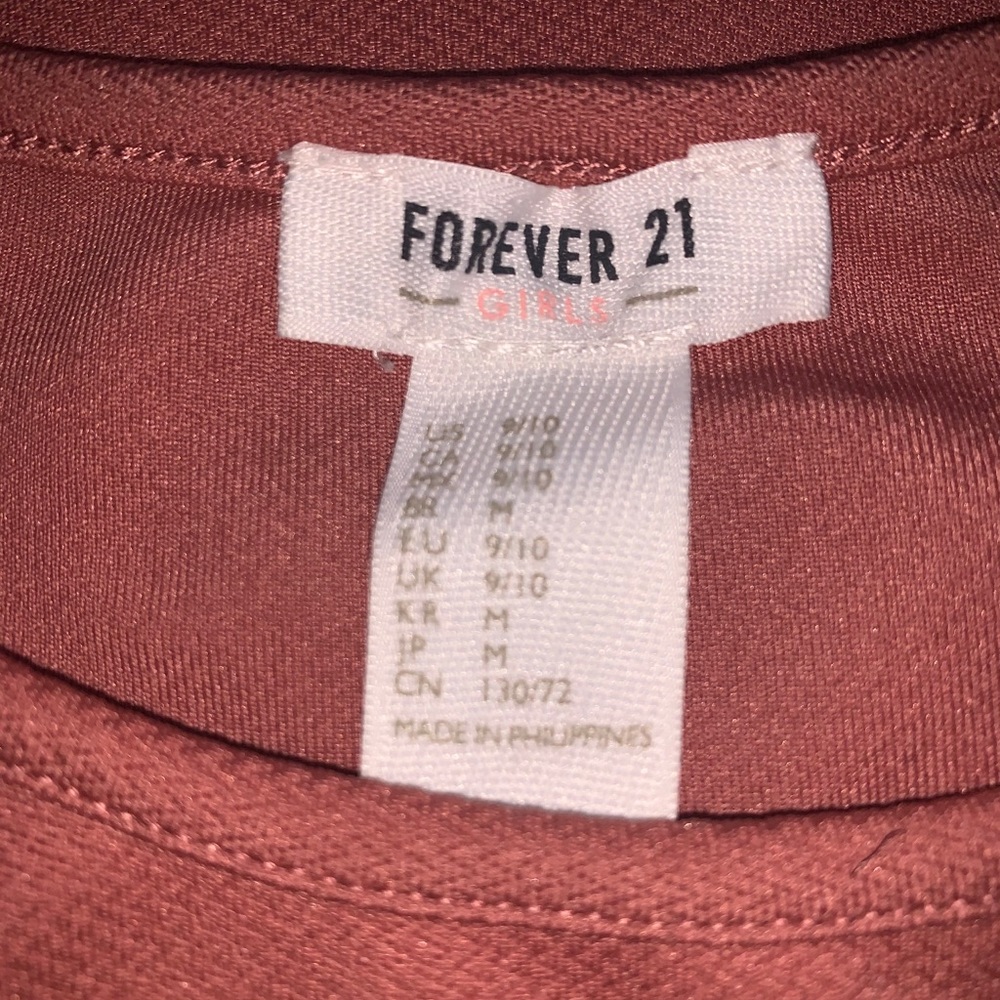 FOREVER 21
GIRLS
US 9/10
CA 9/10
9/10
BR M
EU 9/10
UK 9/10
KR M
JP M
CN 130/72
MADE IN PHILIPPINES